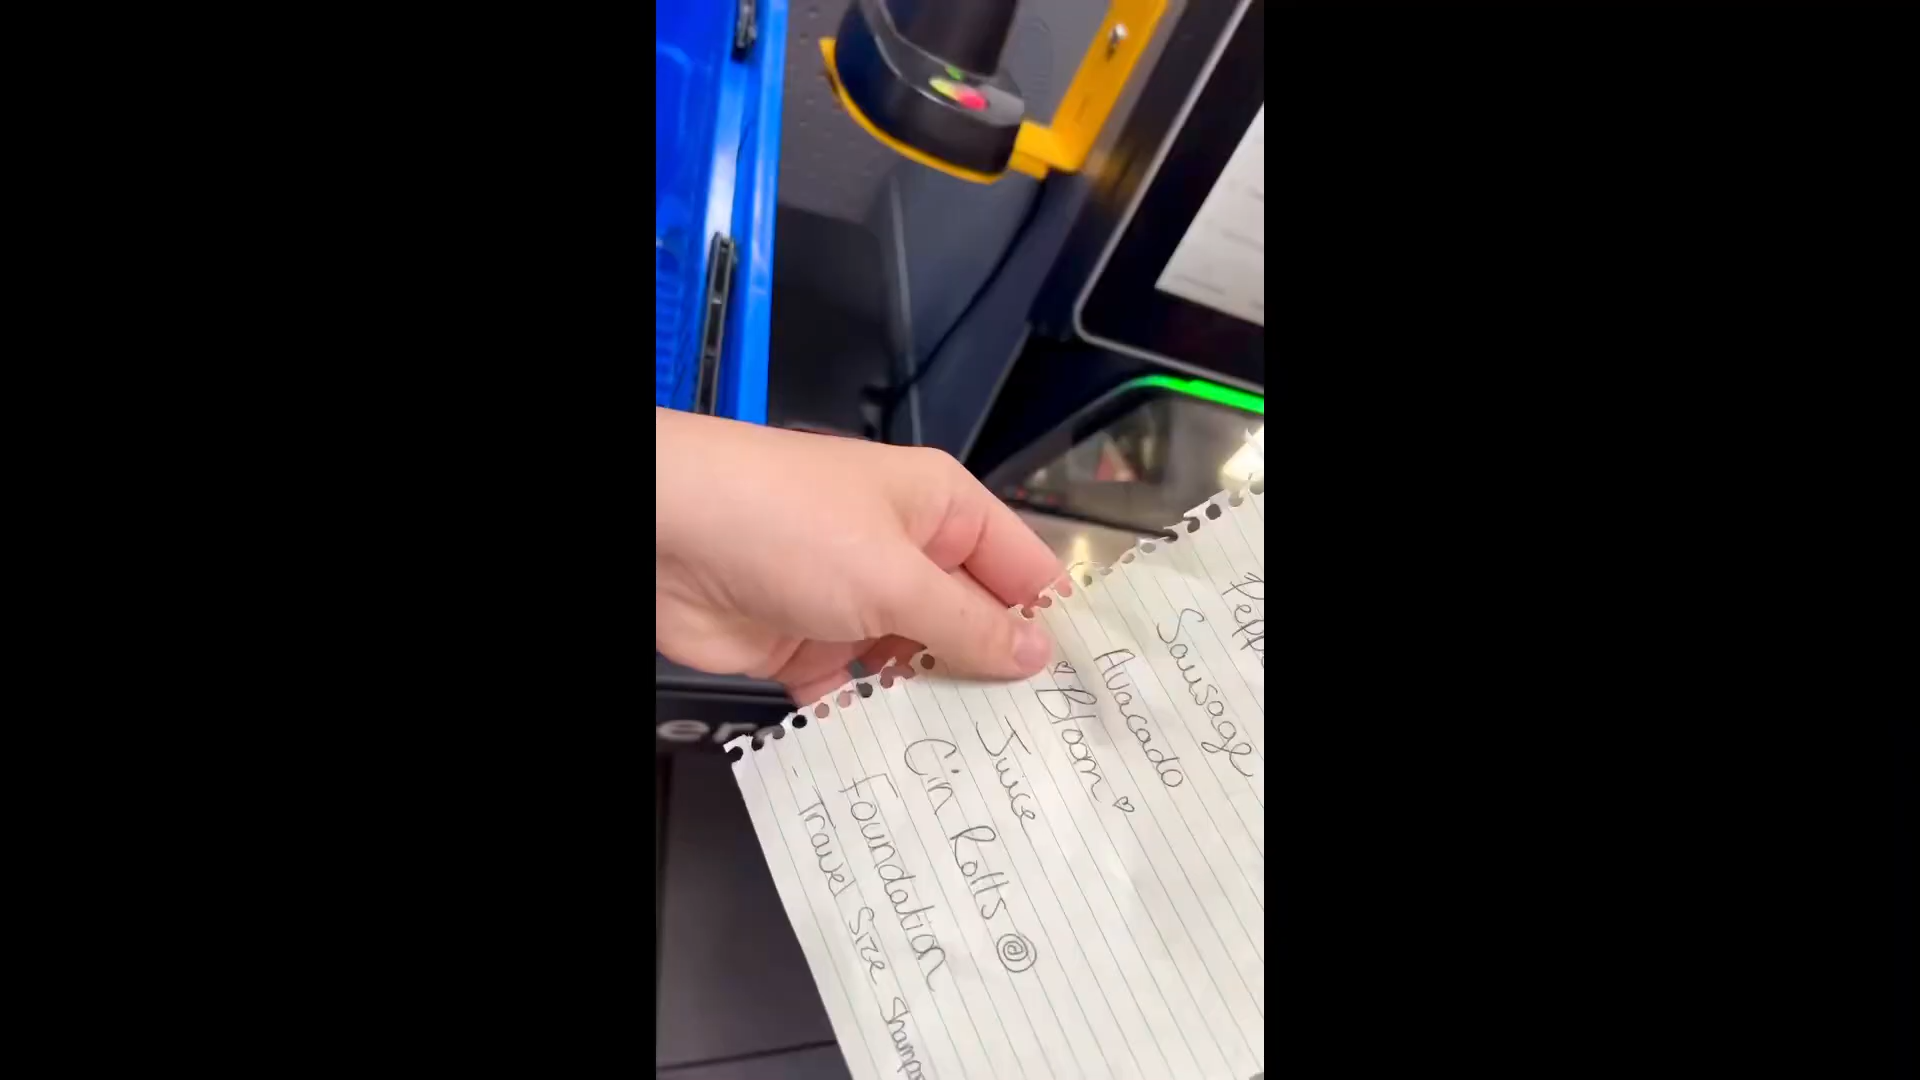 Sausage
Avacado
♡ Bloom ♡
Juice
Cin Rolls
Foundation
- Travel Size